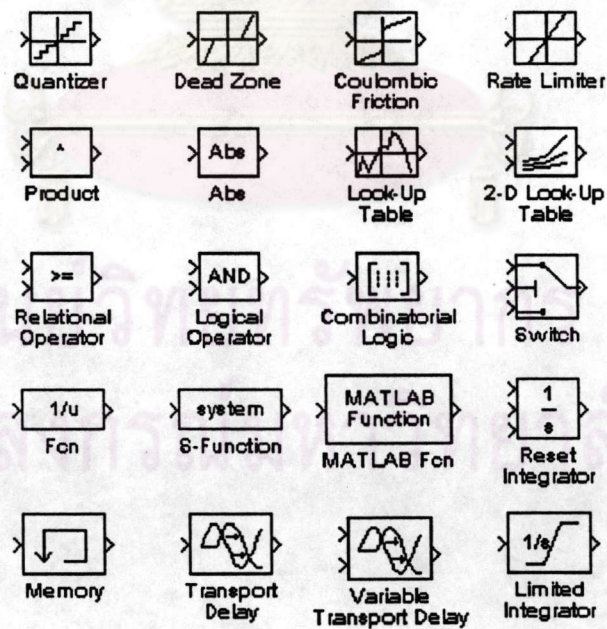 Quantizer
Dead Zone
Coulombic
Friction
Rate Limiter
*
Product
Abs
Abs
Look-Up
Table
2-D Look-Up
Table
>=
Relational
Operator
AND
Logical
Operator
Combinatorial
Logic
Switch
1/u
Fcn
system
S-Function
MATLAB
Function
MATLAB Fcn
1
s
Reset
Integrator
Memory
Transport
Delay
Variable
Transport Delay
1/s
Limited
Integrator